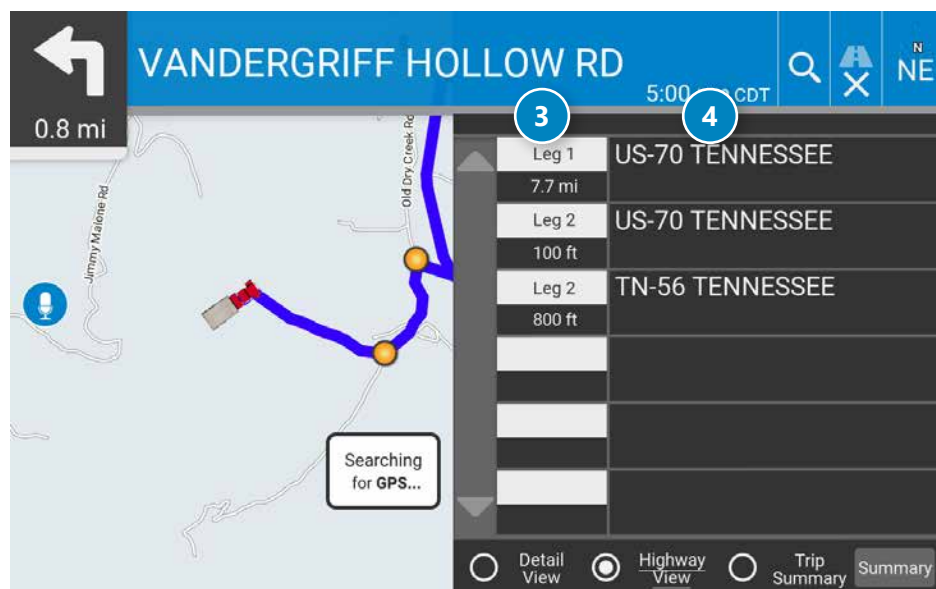 VANDERGRIFF HOLLOW RD
N
NE
5:00
CDT
0.8 mi
3
4
Old Dry Creek Rd
Jimmy Malone Rd
Leg 1
US-70 TENNESSEE
7.7 mi
Leg 2
US-70 TENNESSEE
100 ft
Leg 2
TN-56 TENNESSEE
800 ft
Searching
for GPS...
Detail
View
Highway
View
Trip
Summary
Summary